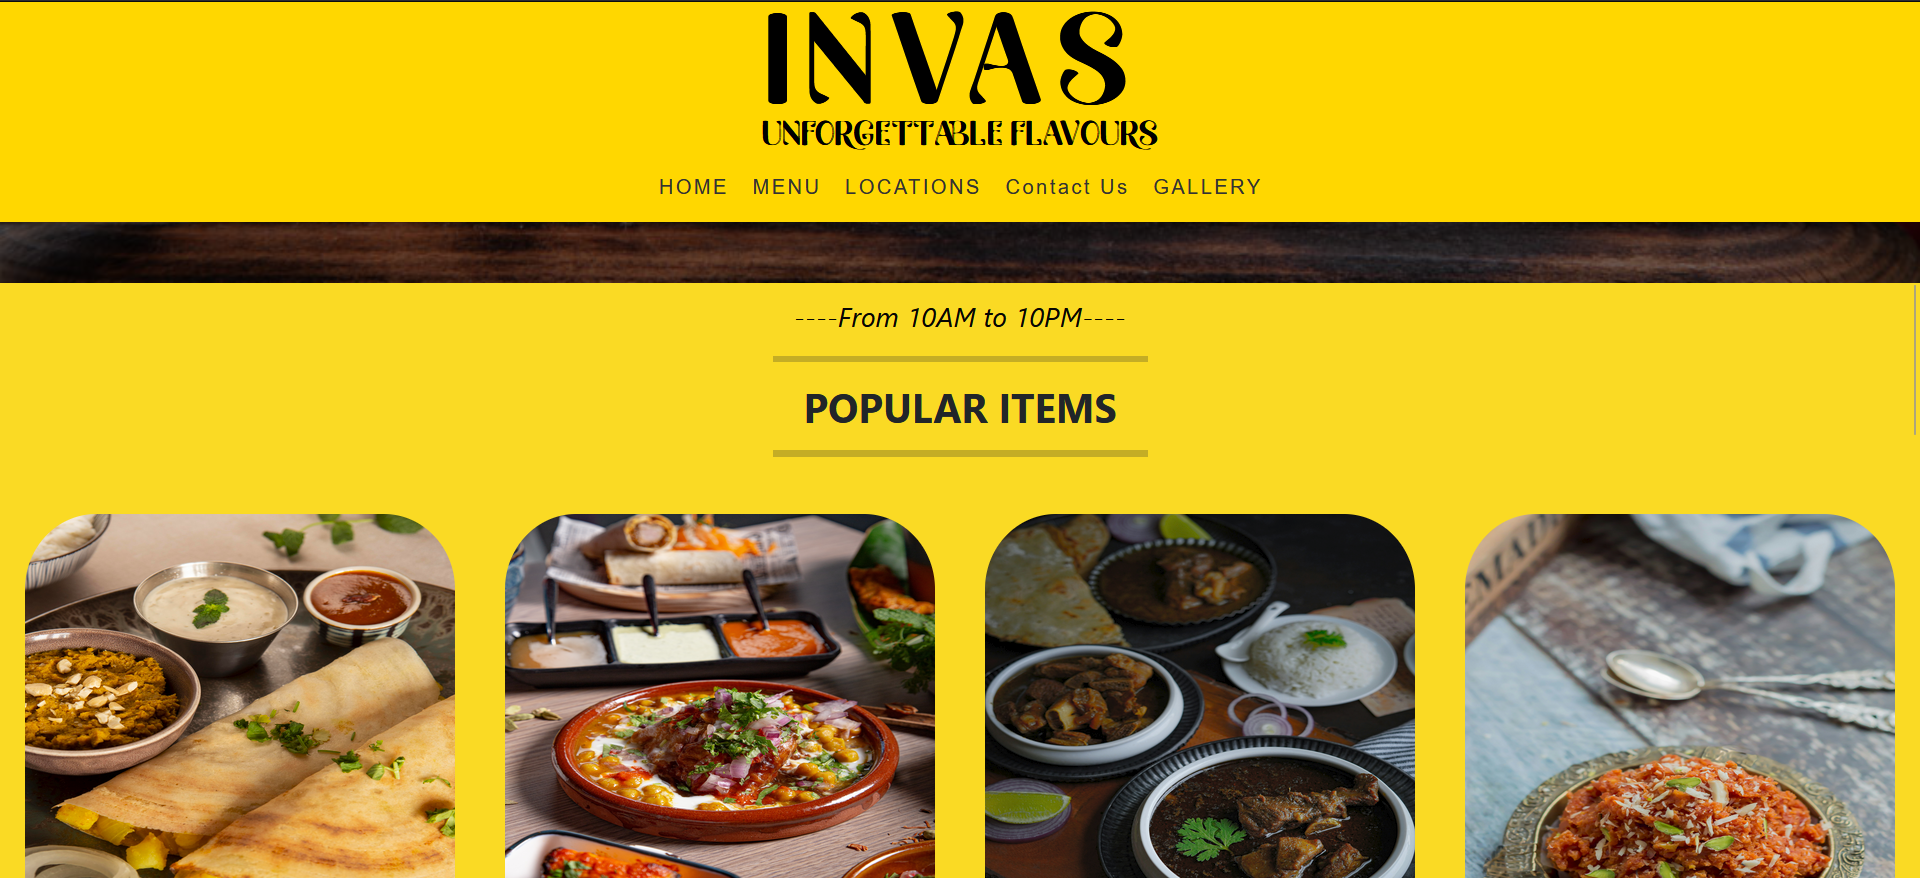 INVAS
UNFORGETTABLE FLAVOURS
HOME MENU LOCATIONS Contact Us GALLERY
----From 10AM to 10PM----
POPULAR ITEMS